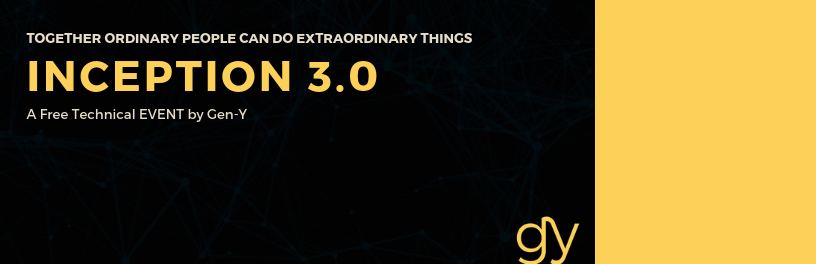 TOGETHER ORDINARY PEOPLE CAN DO EXTRAORDINARY THINGS
INCEPTION 3.0
A Free Technical EVENT by Gen-Y
gy